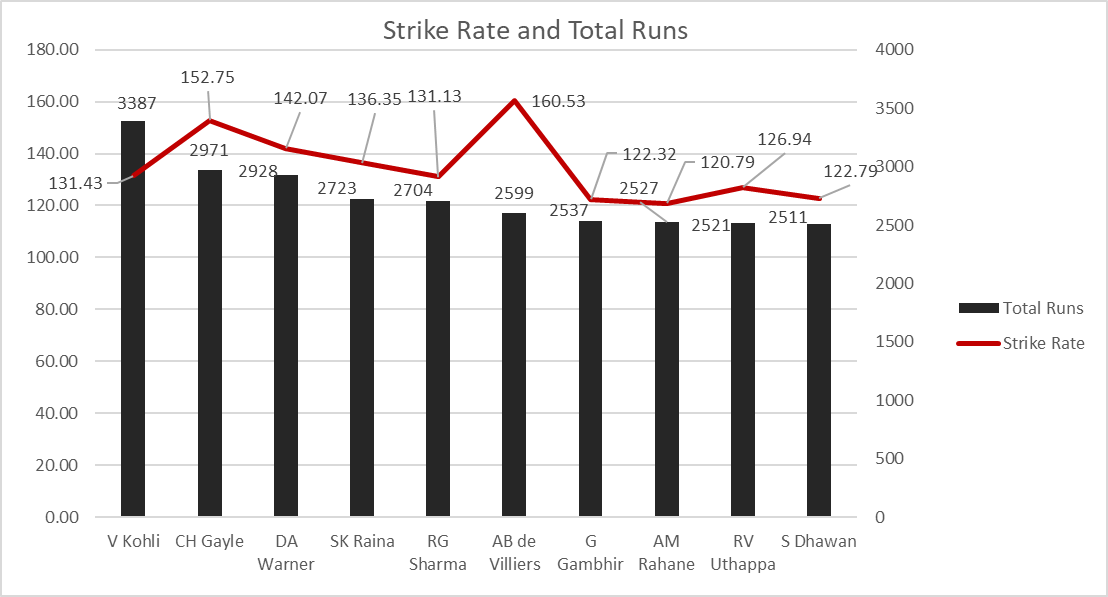 Strike Rate and Total Runs
180.00
160.00
140.00
120.00
100.00
80.00
60.00
40.00
20.00
0.00
4000
3500
3000
2500
2000
1500
1000
500
0
3387
2971
2928
2723
2704
2599
2537
2527
2521
2511
131.43
152.75
142.07
136.35
131.13
160.53
122.32
120.79
126.94
122.79
V Kohli
CH Gayle
DA
Warner
SK Raina
RG
Sharma
AB de
Villiers
G
Gambhir
AM
Rahane
RV
Uthappa
S Dhawan
Total Runs
Strike Rate